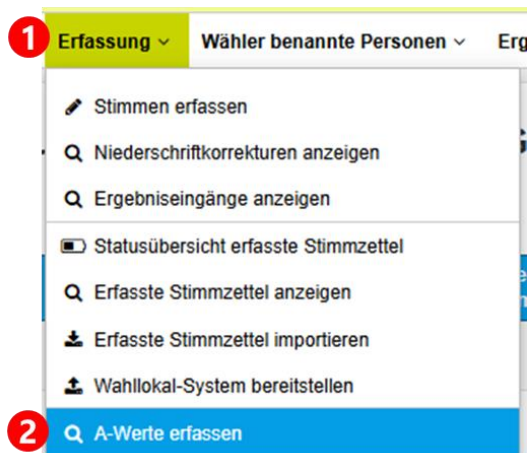 1 Erfassung Wähler benannte Personen Erg
Stimmen erfassen
Niederschriftkorrekturen anzeigen
Ergebniseingänge anzeigen
Statusübersicht erfasste Stimmzettel
Erfasste Stimmzettel anzeigen
Erfasste Stimmzettel importieren
Wahllokal-System bereitstellen
2 A-Werte erfassen